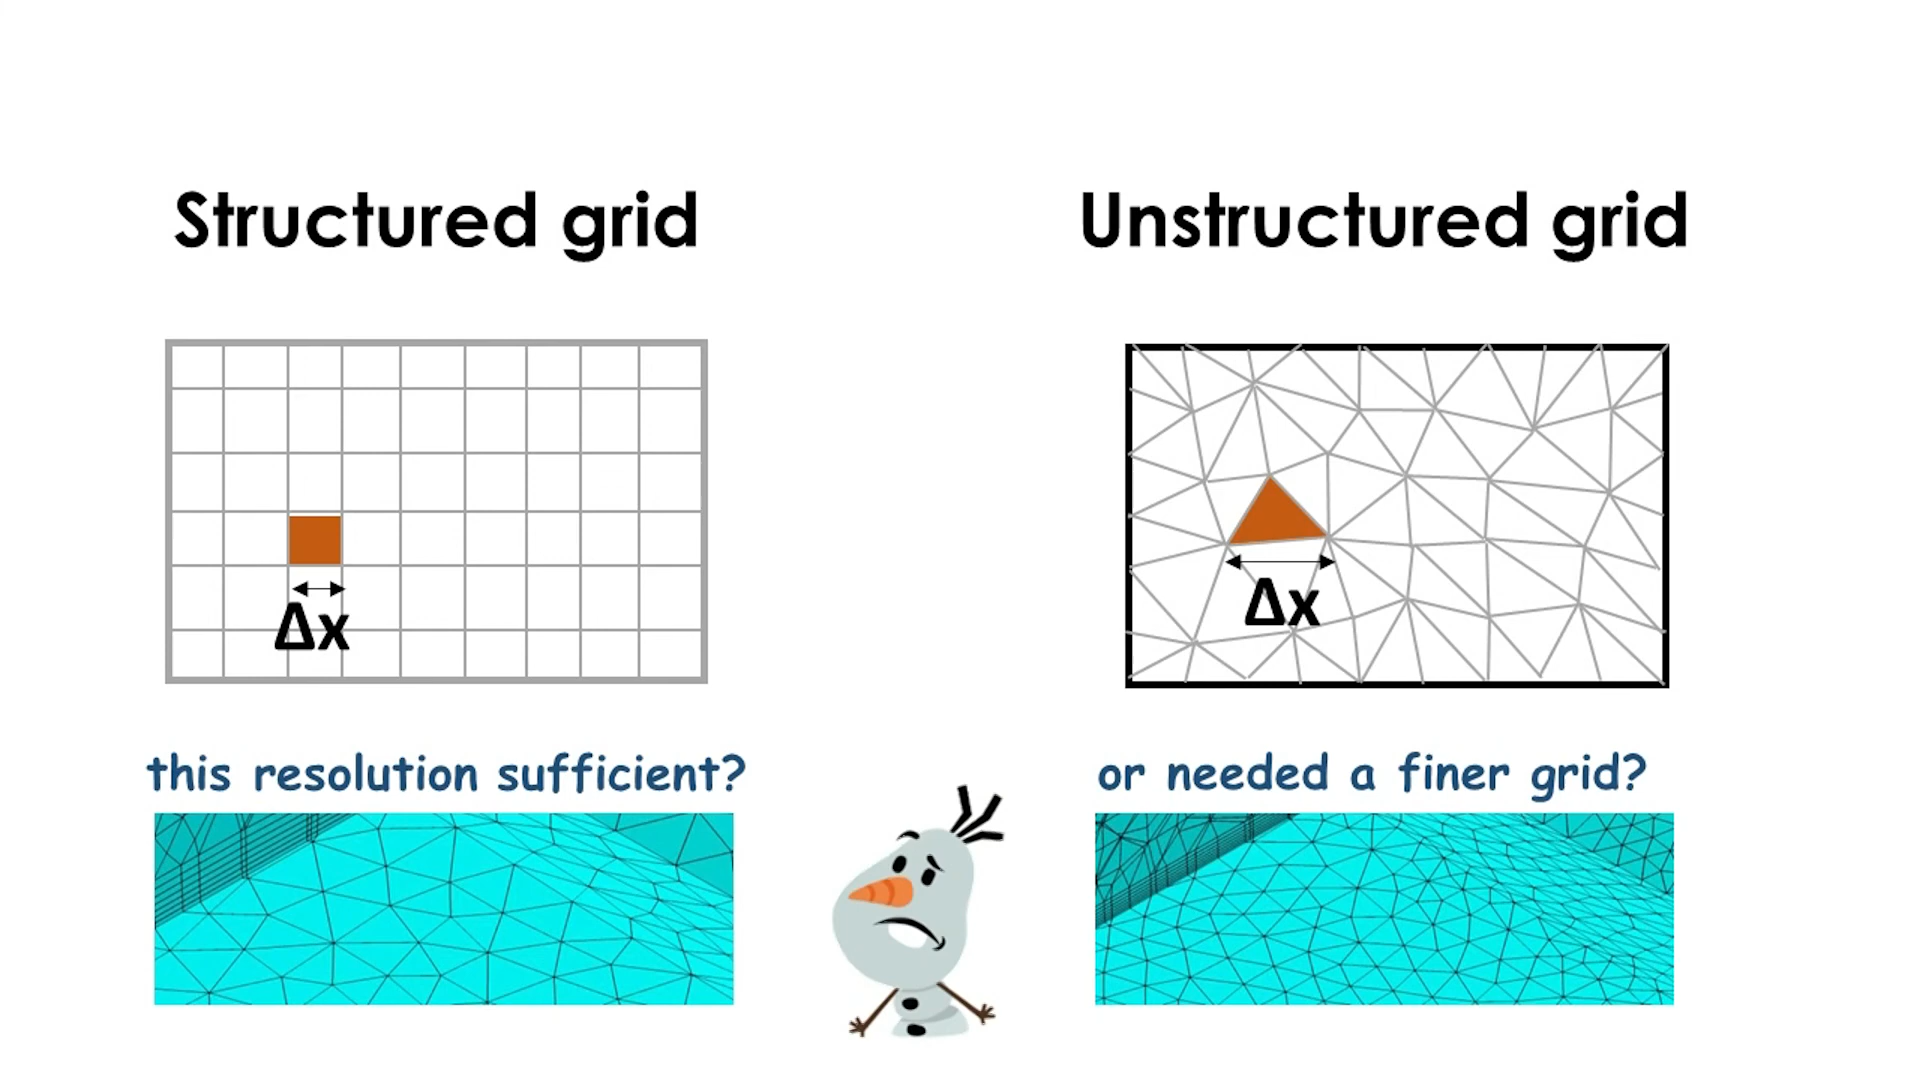 Structured grid
Unstructured grid
Δx
Δx
this resolution sufficient?
or needed a finer grid?